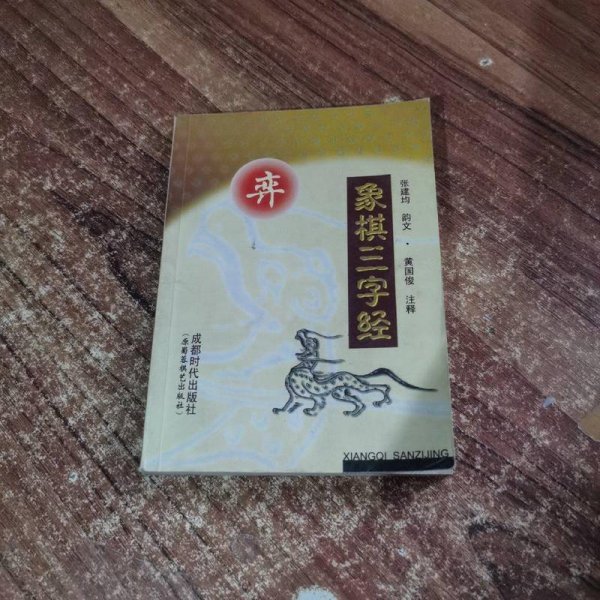 弈
象棋三字经
张建均 韵文 · 黄国俊 注释
成都时代出版社
(原蜀蓉棋艺出版社)
XIANGQI SANZIJING